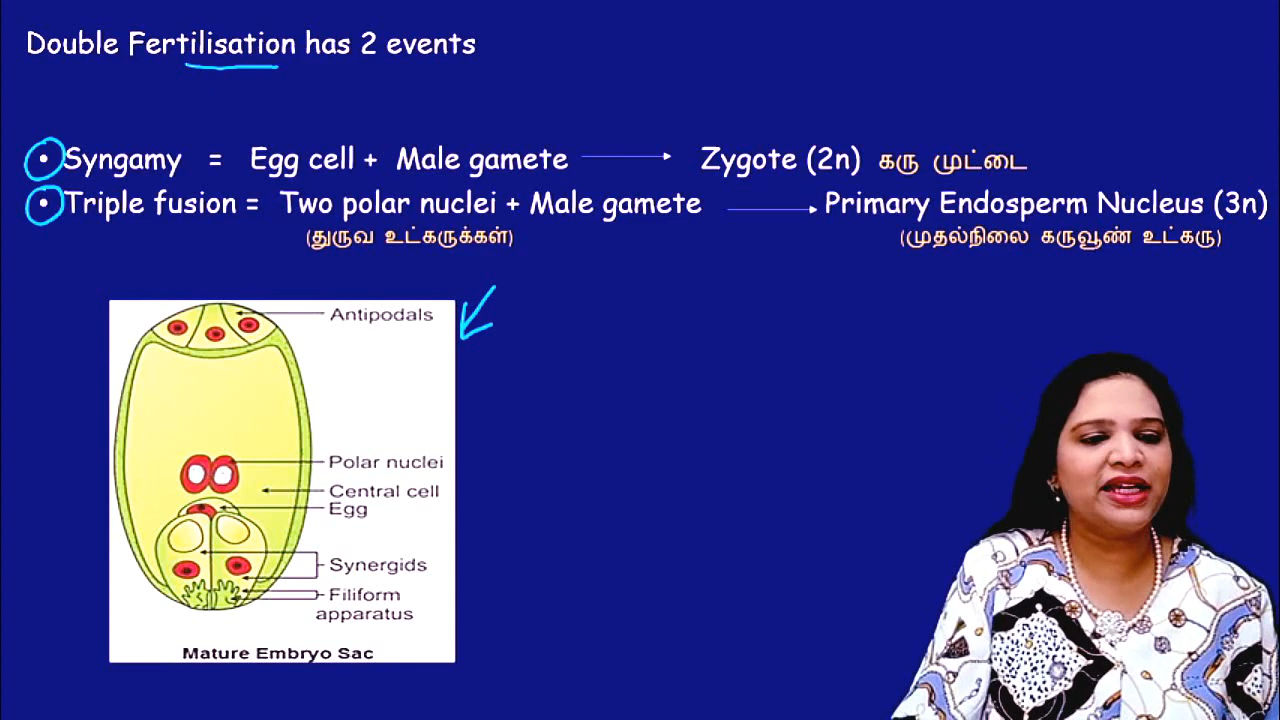 Double Fertilisation has 2 events
• Syngamy = Egg cell + Male gamete → Zygote (2n) கரு முட்டை
• Triple fusion = Two polar nuclei + Male gamete → Primary Endosperm Nucleus (3n)
(துருவ உட்கருக்கள்) (முதல்நிலை கருவூண் உட்கரு)
Antipodals
Polar nuclei
Central cell
Egg
Synergids
Filiform
apparatus
Mature Embryo Sac